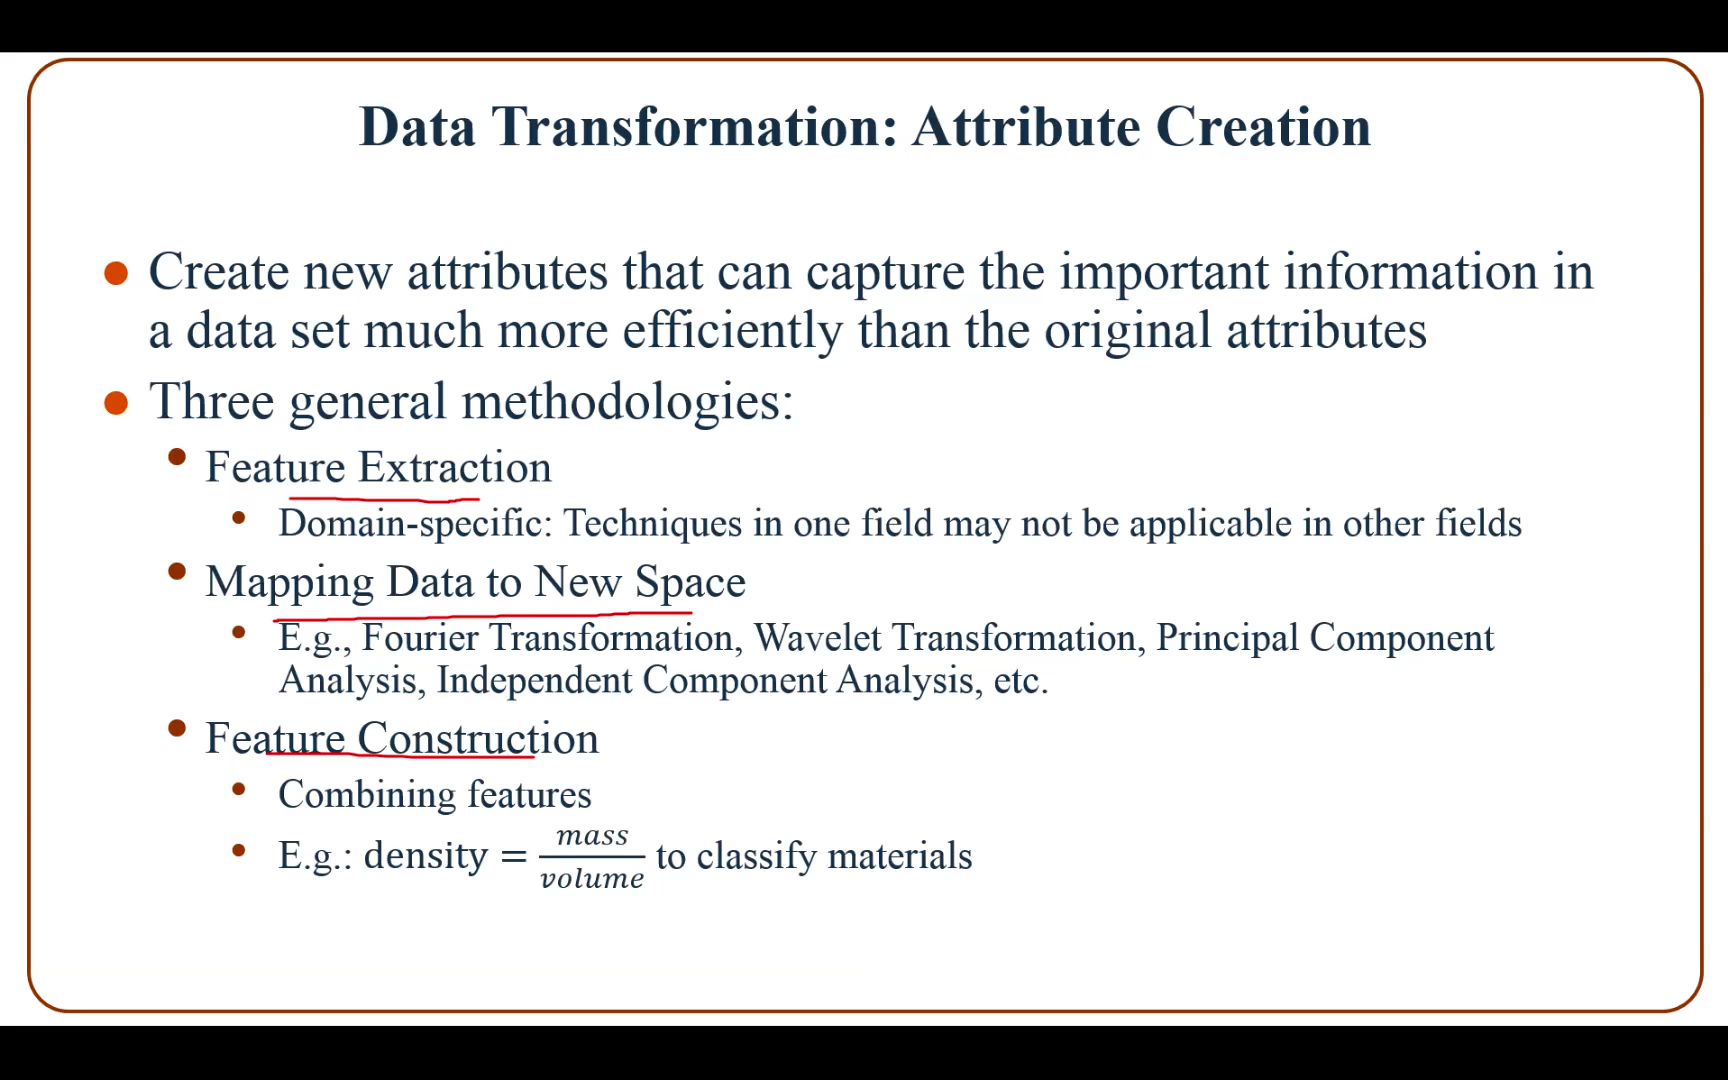 Data Transformation: Attribute Creation
● Create new attributes that can capture the important information in
a data set much more efficiently than the original attributes
● Three general methodologies:
• Feature Extraction
• Domain-specific: Techniques in one field may not be applicable in other fields
• Mapping Data to New Space
• E.g., Fourier Transformation, Wavelet Transformation, Principal Component
Analysis, Independent Component Analysis, etc.
• Feature Construction
• Combining features
• E.g.: density = mass/volume to classify materials